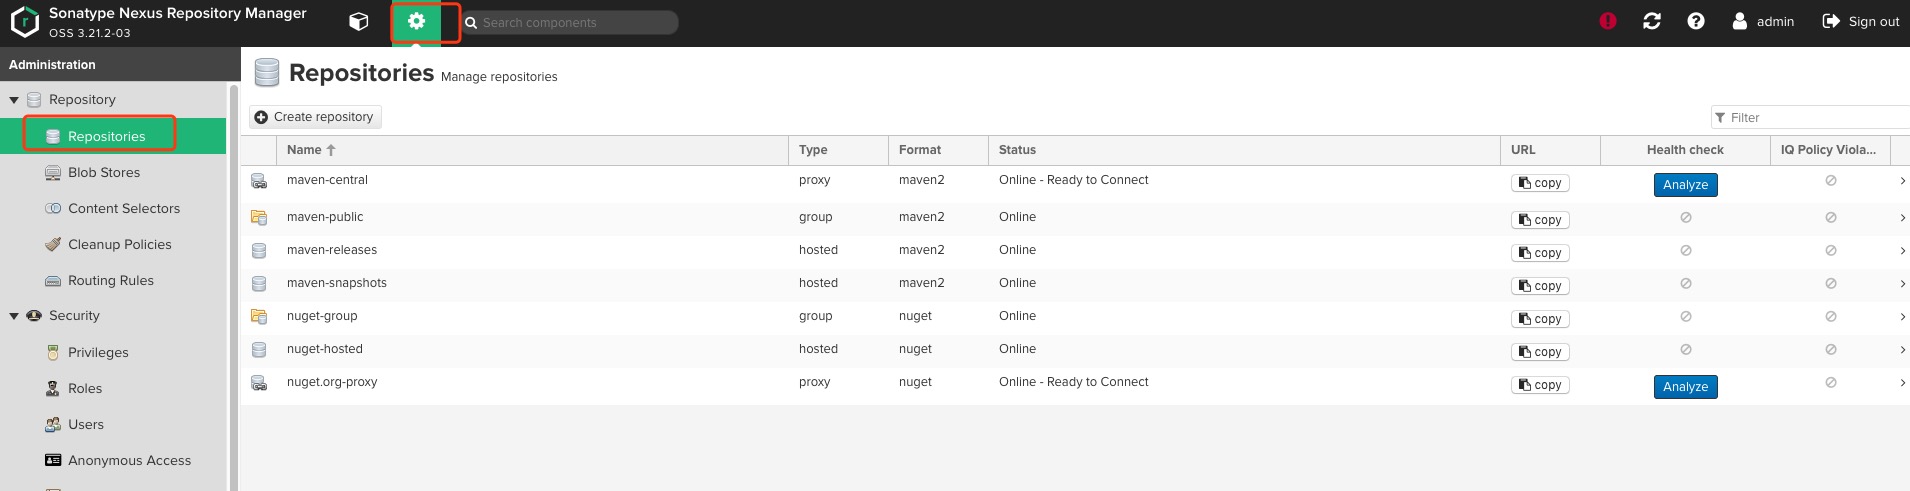 Sonatype Nexus Repository Manager
OSS 3.21.2-03
Search components
admin
Sign out
Administration
Repository
Repositories
Blob Stores
Content Selectors
Cleanup Policies
Routing Rules
Security
Privileges
Roles
Users
Anonymous Access
Repositories Manage repositories
Create repository
Filter
Name Type Format Status URL Health check IQ Policy Viola...
maven-central proxy maven2 Online - Ready to Connect copy Analyze
maven-public group maven2 Online copy
maven-releases hosted maven2 Online copy
maven-snapshots hosted maven2 Online copy
nuget-group group nuget Online copy
nuget-hosted hosted nuget Online copy
nuget.org-proxy proxy nuget Online - Ready to Connect copy Analyze